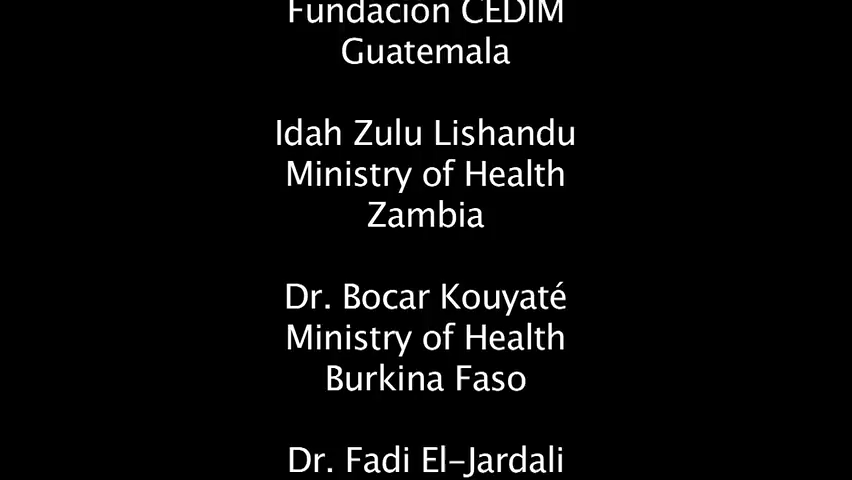 Fundación CEDIM
Guatemala
Idah Zulu Lishandu
Ministry of Health
Zambia
Dr. Bocar Kouyaté
Ministry of Health
Burkina Faso
Dr. Fadi El-Jardali